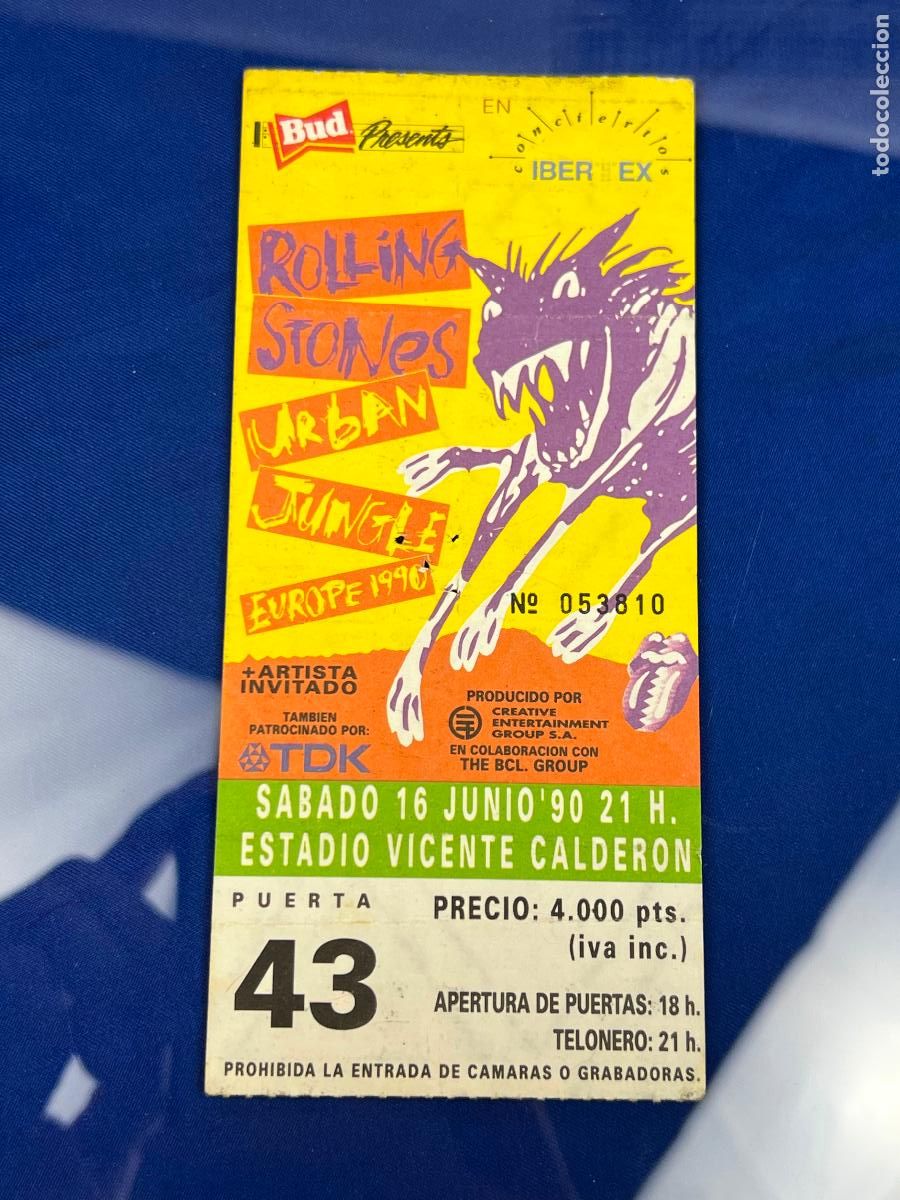 Bud Presents
EN
conciertos
IBERTEX
ROLLING
STONES
URBAN
JUNGLE
EUROPE 1990
Nº 053810
+ARTISTA
INVITADO
TAMBIEN
PATROCINADO POR:
TDK
PRODUCIDO POR
CREATIVE
ENTERTAINMENT
GROUP S.A.
EN COLABORACION CON
THE BCL. GROUP
SABADO 16 JUNIO'90 21 H.
ESTADIO VICENTE CALDERON
PUERTA
43
PRECIO: 4.000 pts.
(iva inc.)
APERTURA DE PUERTAS: 18 h.
TELONERO: 21 h.
PROHIBIDA LA ENTRADA DE CAMARAS O GRABADORAS.
todocoleccion